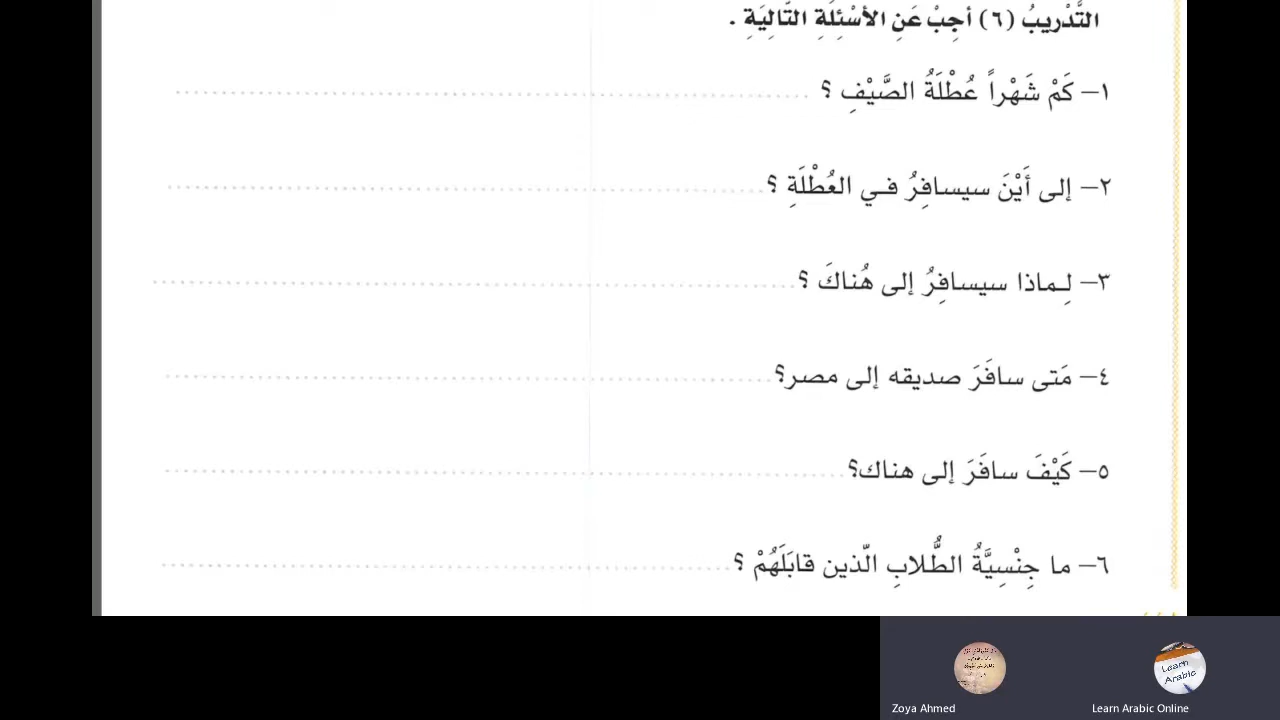 التَّدْرِيبُ (٦) أَجِبْ عَنِ الأَسْئِلَةِ التَّالِيَةِ .
١– كَمْ شَهْراً عُطْلَةُ الصَّيْفِ ؟
٢– إلى أَيْنَ سيسافِرُ في العُطْلَةِ ؟
٣– لِماذا سيسافِرُ إلى هُناكَ ؟
٤– مَتى سافَرَ صديقه إلى مصر؟
٥– كَيْفَ سافَرَ إلى هناك؟
٦– ما جِنْسِيَّةُ الطُّلابِ الّذين قابَلَهُمْ ؟
Learn Arabic
Zoya Ahmed
Learn Arabic Online